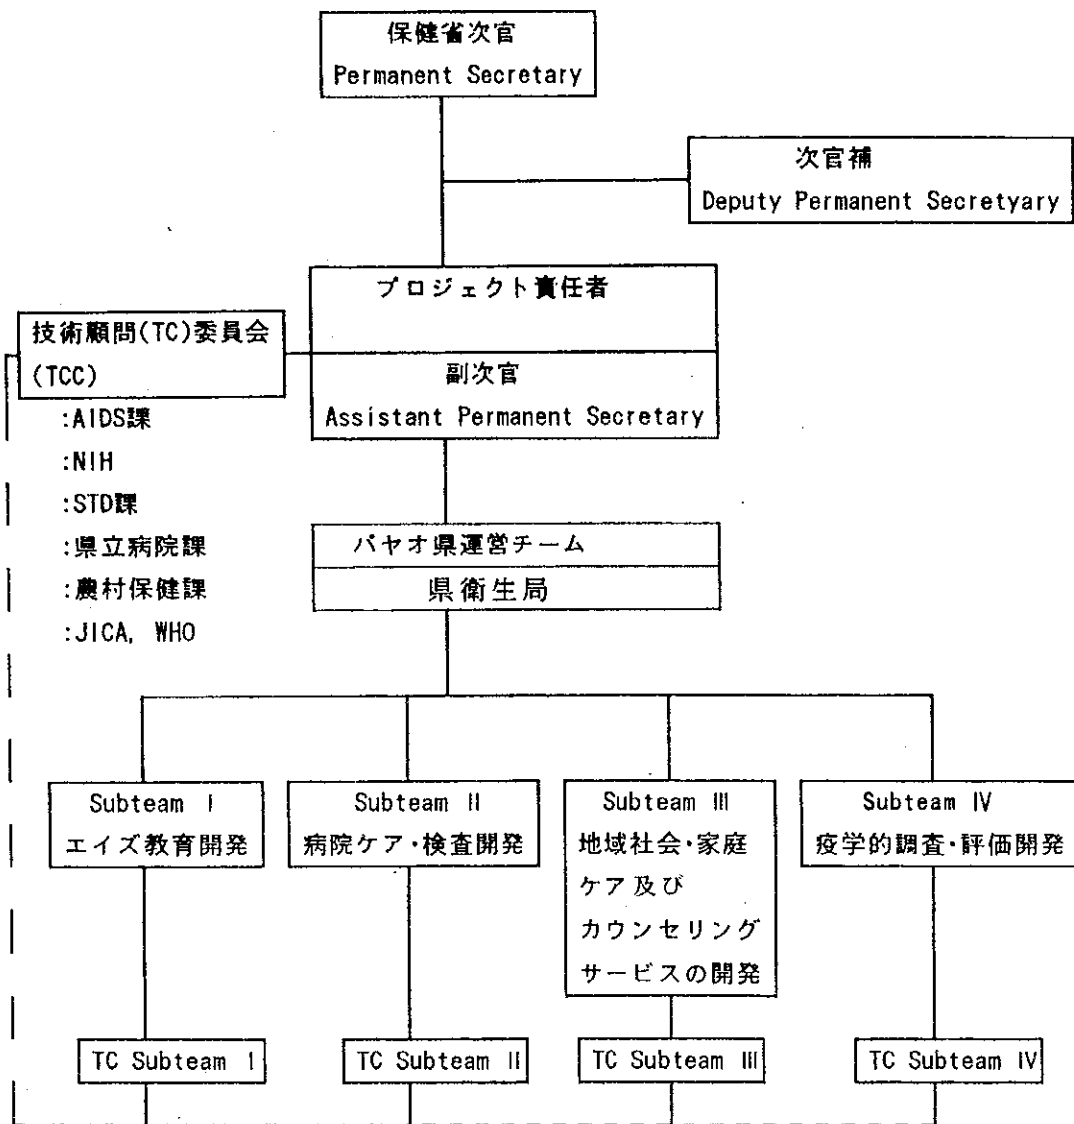 保健省次官
Permanent Secretary
次官補
Deputy Permanent Secretyary
プロジェクト責任者
技術顧問(TC)委員会
(TCC)
副次官
Assistant Permanent Secretary
:AIDS課
:NIH
:STD課
:県立病院課
:農村保健課
:JICA, WHO
パヤオ県運営チーム
県衛生局
Subteam I
エイズ教育開発
Subteam II
病院ケア・検査開発
Subteam III
地域社会・家庭
ケア及び
カウンセリング
サービスの開発
Subteam IV
疫学的調査・評価開発
TC Subteam I
TC Subteam II
TC Subteam III
TC Subteam IV